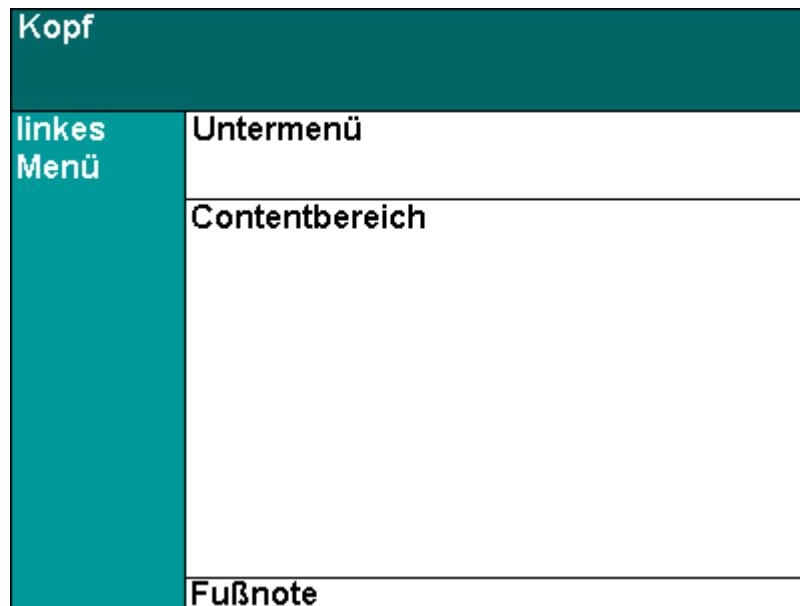 Kopf
linkes
Menü
Untermenü
Contentbereich
Fußnote